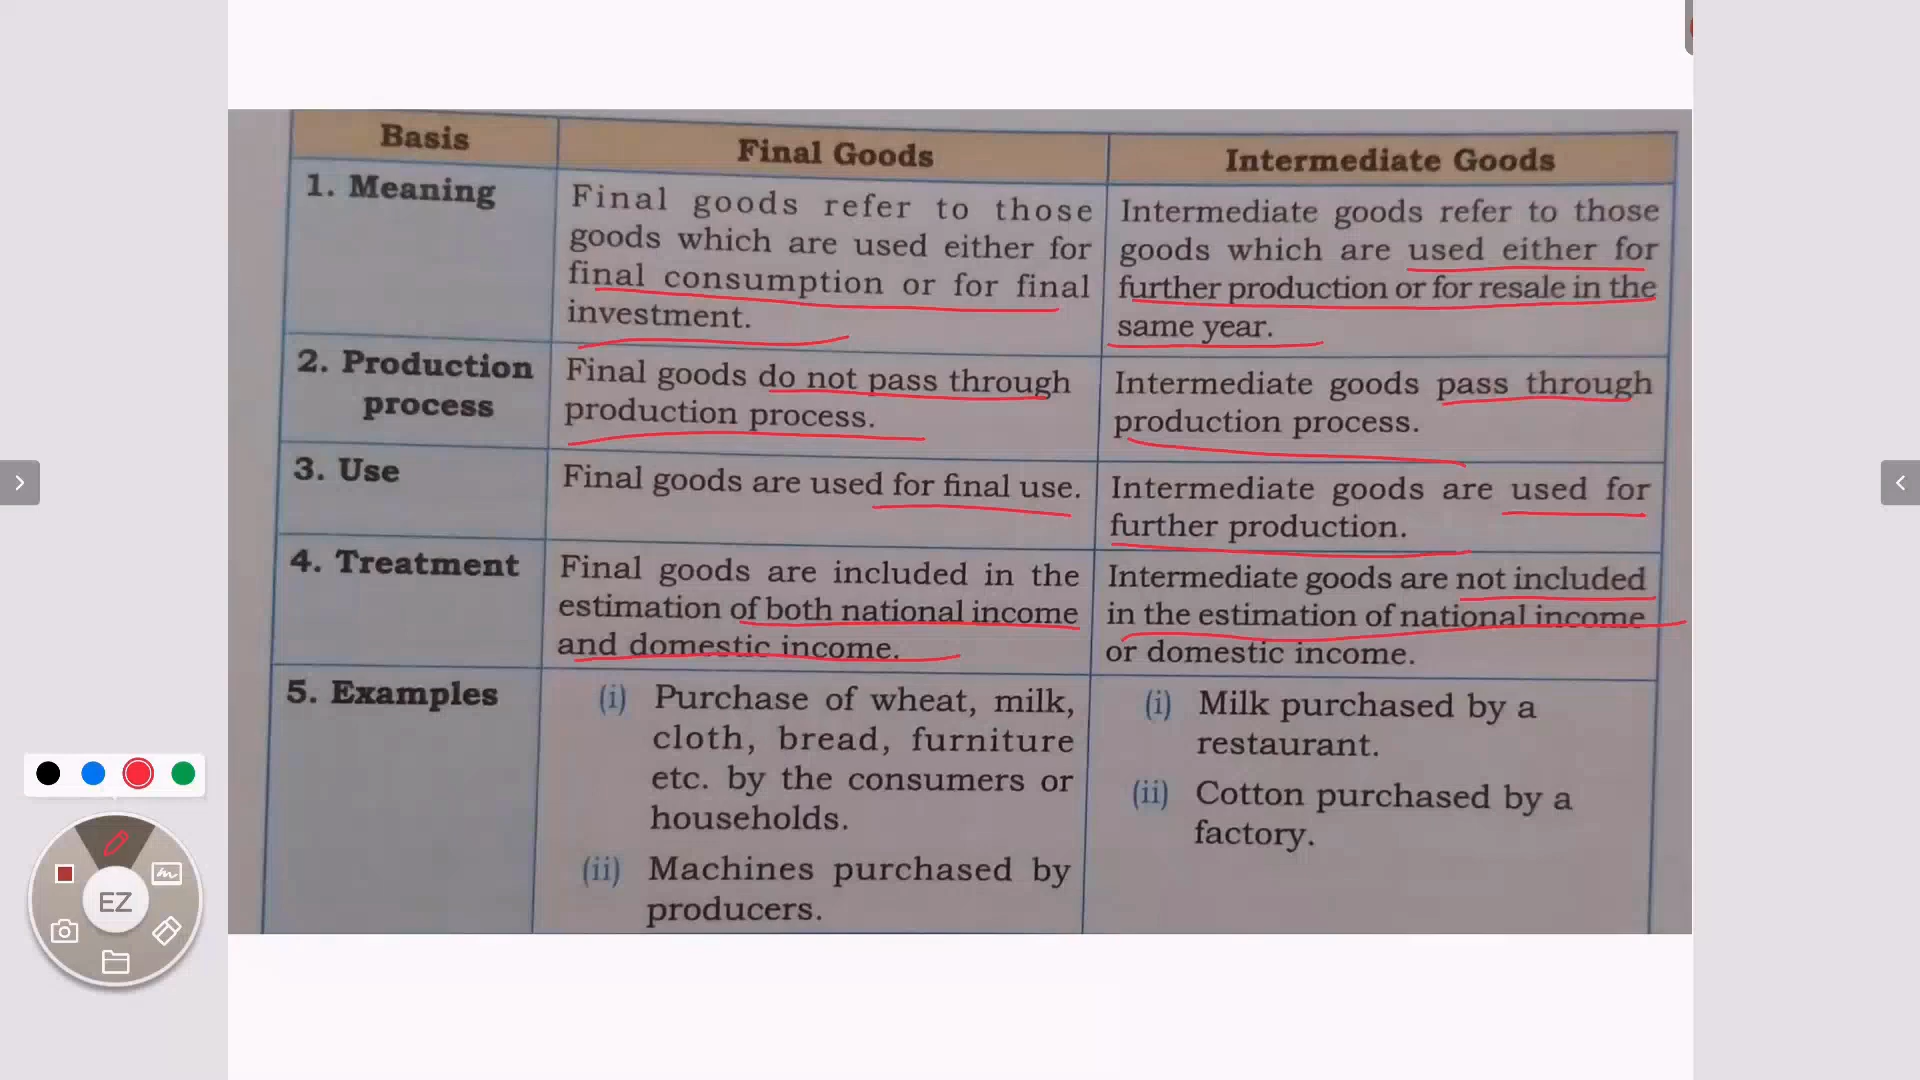 Basis
Final Goods
Intermediate Goods
1. Meaning
Final goods refer to those
goods which are used either for
final consumption or for final
investment.
Intermediate goods refer to those
goods which are used either for
further production or for resale in the
same year.
2. Production
process
Final goods do not pass through
production process.
Intermediate goods pass through
production process.
3. Use
Final goods are used for final use.
Intermediate goods are used for
further production.
4. Treatment
Final goods are included in the
estimation of both national income
and domestic income.
Intermediate goods are not included
in the estimation of national income
or domestic income.
5. Examples
(i) Purchase of wheat, milk,
cloth, bread, furniture
etc. by the consumers or
households.
(ii) Machines purchased by
producers.
(i) Milk purchased by a
restaurant.
(ii) Cotton purchased by a
factory.
EZ